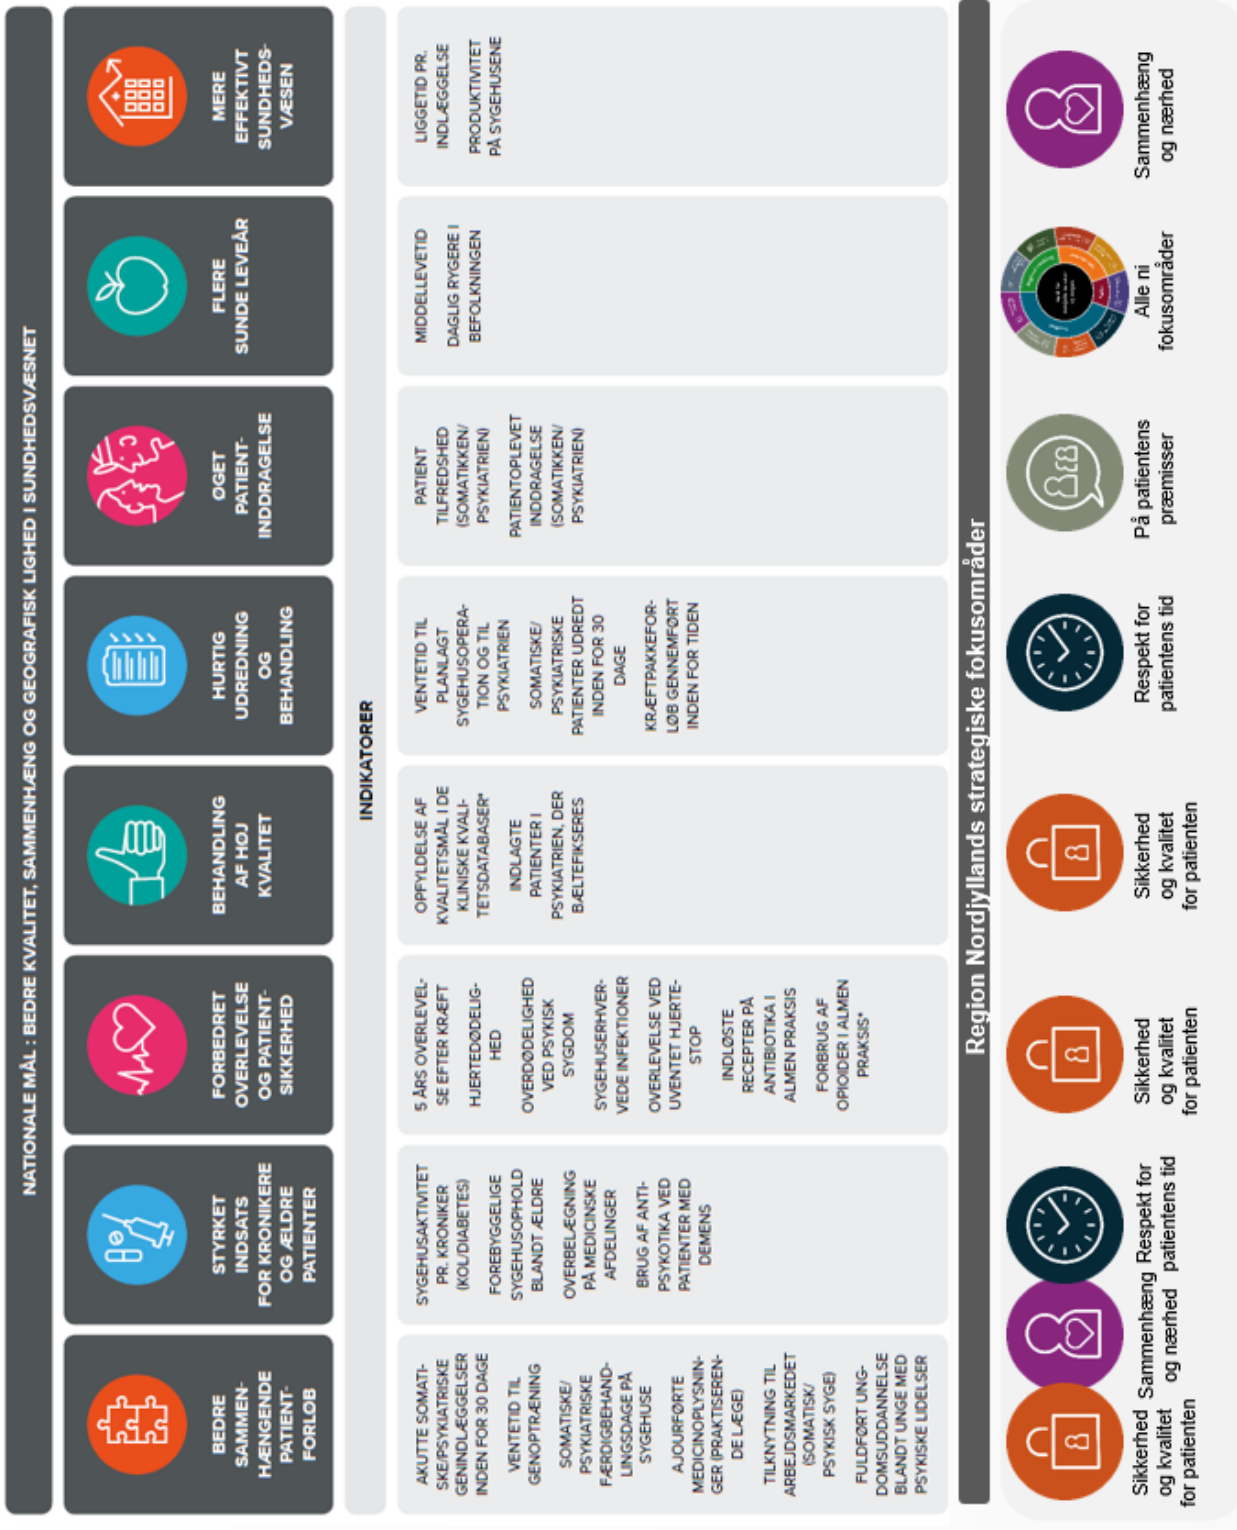 NATIONALE MÅL : BEDRE KVALITET, SAMMENHÆNG OG GEOGRAFISK LIGHED I SUNDHEDSVÆSNET
BEDRE
SAMMEN-
HÆNGENDE
PATIENT-
FORLØB
STYRKET
INDSATS
FOR KRONIKERE
OG ÆLDRE
PATIENTER
FORBEDRET
OVERLEVELSE
OG PATIENT-
SIKKERHED
BEHANDLING
AF HØJ
KVALITET
HURTIG
UDREDNING
OG
BEHANDLING
ØGET
PATIENT-
INDDRAGELSE
FLERE
SUNDE LEVEÅR
MERE
EFFEKTIVT
SUNDHEDS-
VÆSEN
INDIKATORER
AKUTTE SOMATI-
SKE/PSYKIATRISKE
GENINDLÆGGELSER
INDEN FOR 30 DAGE
VENTETID TIL
GENOPTRÆNING
SOMATISKE/
PSYKIATRISKE
FÆRDIGBEHAND-
LINGSDAGE PÅ
SYGEHUSE
AJOURFØRTE
MEDICINOPLYSNIN-
GER (PRAKTISEREN-
DE LÆGE)
TILKNYTNING TIL
ARBEJDSMARKEDET
(SOMATISK/
PSYKISK SYGE)
FULDFØRT UNG-
DOMSUDDANNELSE
BLANDT UNGE MED
PSYKISKE LIDELSER
SYGEHUSAKTIVITET
PR. KRONIKER
(KOL/DIABETES)
FOREBYGGELIGE
SYGEHUSOPHOLD
BLANDT ÆLDRE
OVERBELÆGNING
PÅ MEDICINSKE
AFDELINGER
BRUG AF ANTI-
PSYKOTIKA VED
PATIENTER MED
DEMENS
5 ÅRS OVERLEVEL-
SE EFTER KRÆFT
HJERTEDØDELIG-
HED
OVERDØDELIGHED
VED PSYKISK
SYGDOM
SYGEHUSERHVER-
VEDE INFEKTIONER
OVERLEVELSE VED
UVENTET HJERTE-
STOP
INDLØSTE
RECEPTER PÅ
ANTIBIOTIKA I
ALMEN PRAKSIS
FORBRUG AF
OPIOIDER I ALMEN
PRAKSIS*
OPFYLDELSE AF
KVALITETSMÅL I DE
KLINISKE KVALI-
TETSDATABASER*
INDLAGTE
PATIENTER I
PSYKIATRIEN, DER
BÆLTEFIKSERES
VENTETID TIL
PLANLAGT
SYGEHUSOPERA-
TION OG TIL
PSYKIATRIEN
SOMATISKE/
PSYKIATRISKE
PATIENTER UDREDT
INDEN FOR 30
DAGE
KRÆFTPAKKEFOR-
LØB GENNEMFØRT
INDEN FOR TIDEN
PATIENT
TILFREDSHED
(SOMATIKKEN/
PSYKIATRIEN)
PATIENTOPLEVET
INDDRAGELSE
(SOMATIKKEN/
PSYKIATRIEN)
MIDDELLEVETID
DAGLIG RYGERE I
BEFOLKNINGEN
LIGGETID PR.
INDLÆGGELSE
PRODUKTIVITET
PÅ SYGEHUSENE
Region Nordjyllands strategiske fokusområder
Sikkerhed
og kvalitet
for patienten
Sammenhæng
og nærhed
Respekt for
patientens tid
Sikkerhed
og kvalitet
for patienten
Sikkerhed
og kvalitet
for patienten
Respekt for
patientens tid
På patientens
præmisser
Alle ni
fokusområder
Sammenhæng
og nærhed